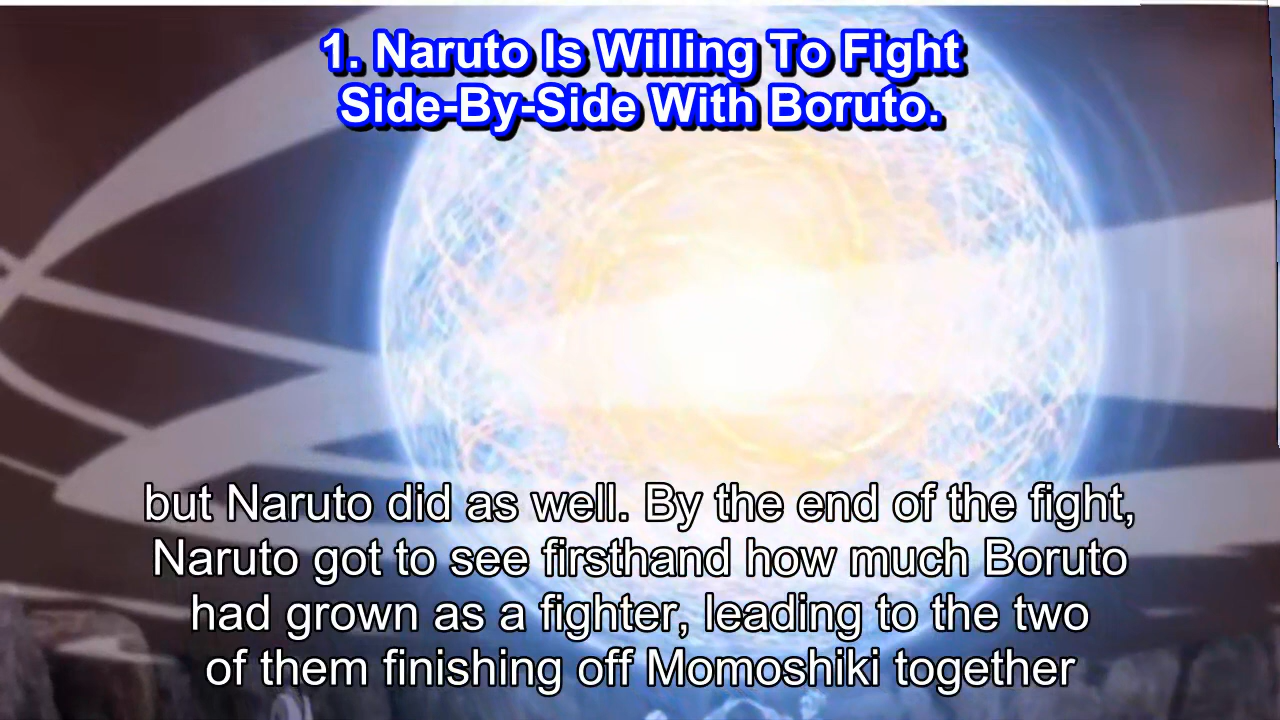 1. Naruto Is Willing To Fight
Side-By-Side With Boruto.
but Naruto did as well. By the end of the fight,
Naruto got to see firsthand how much Boruto
had grown as a fighter, leading to the two
of them finishing off Momoshiki together